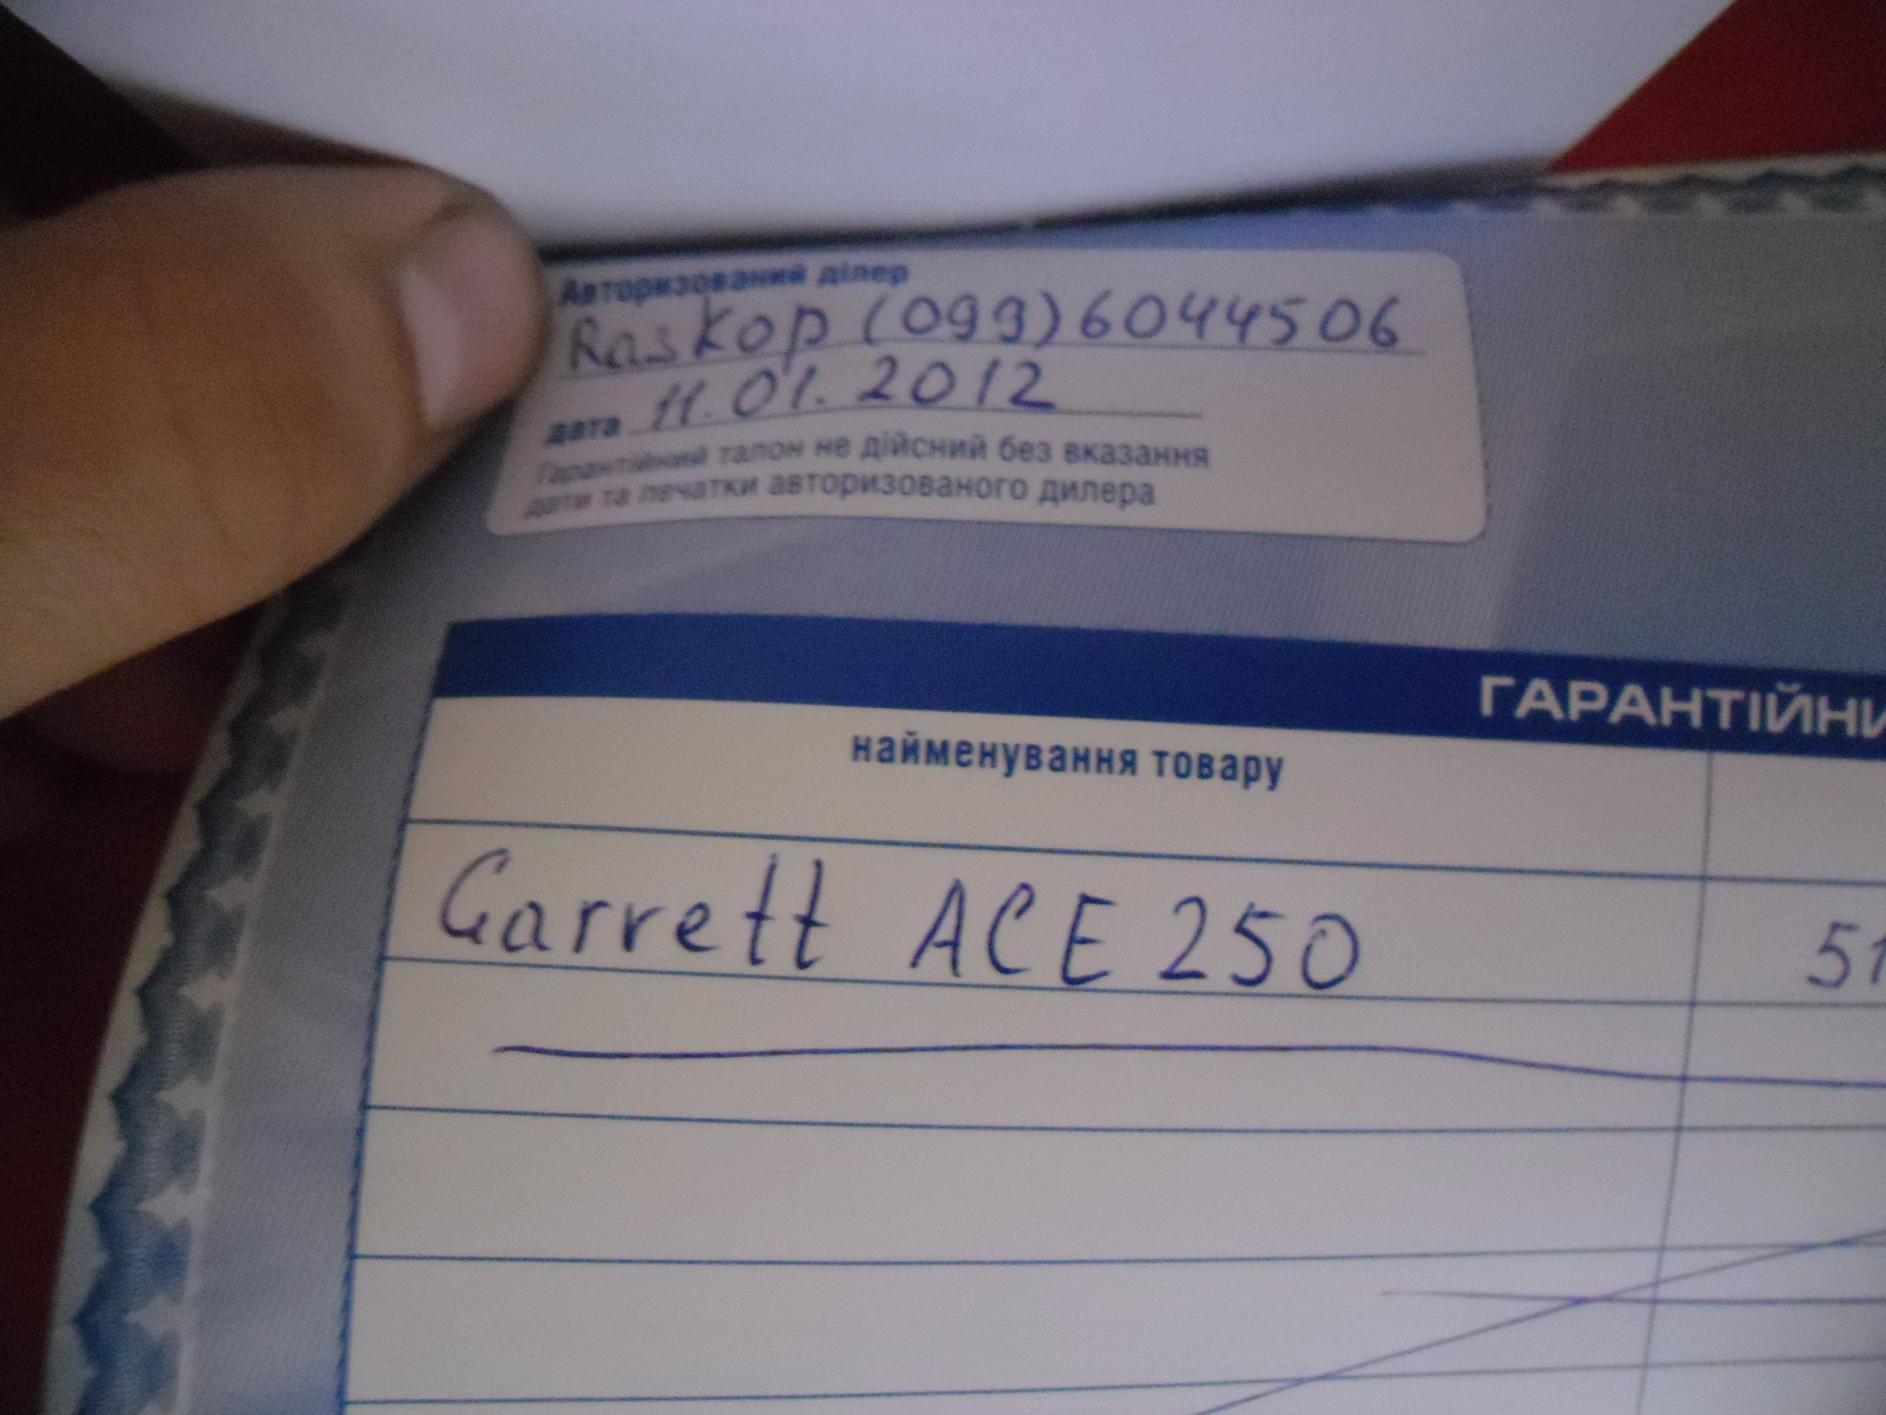 Авторизований ділер
Raskop (099)6044506
дата 11.01.2012
Гарантійний талон не дійсний без вказання
дати та печатки авторизованого дилера
ГАРАНТІЙНИ
найменування товару
Garrett ACE 250 51